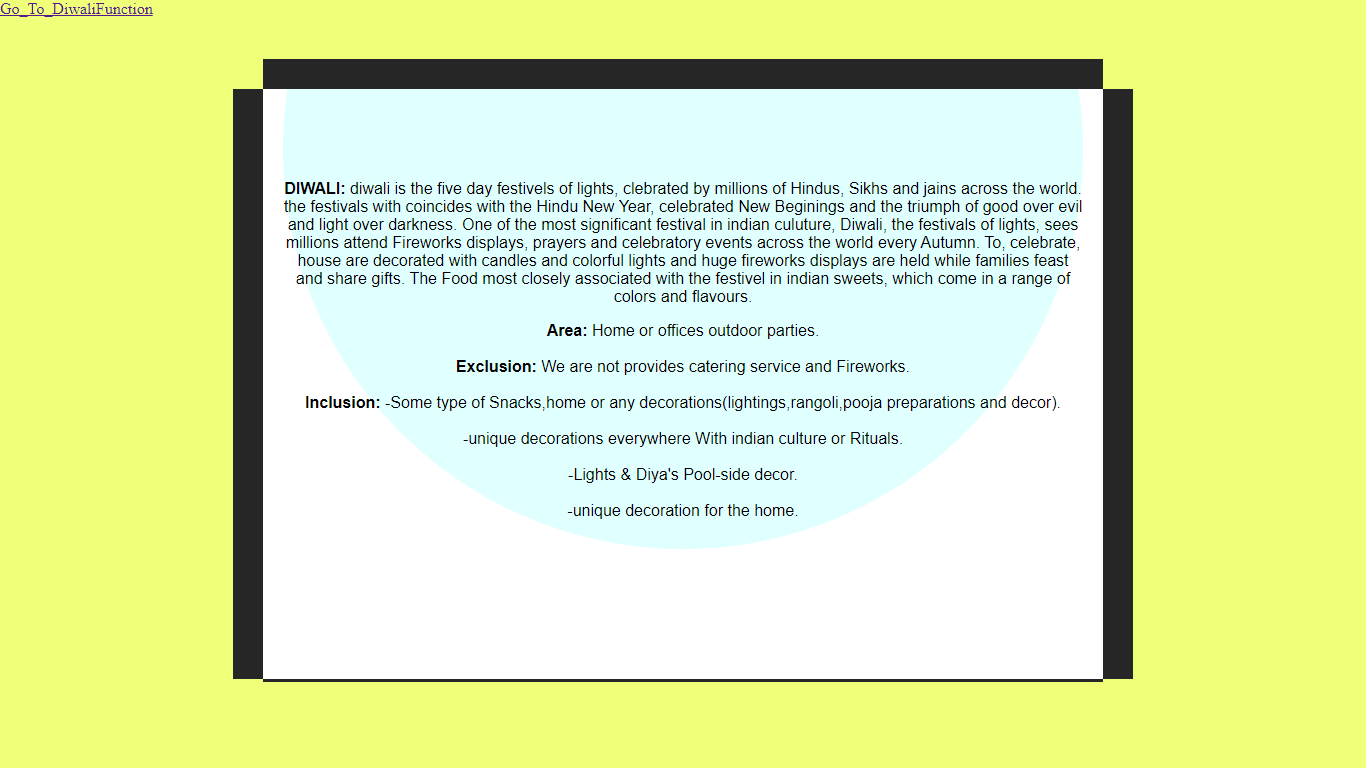 Go_To_DiwaliFunction
DIWALI: diwali is the five day festivels of lights, clebrated by millions of Hindus, Sikhs and jains across the world.
the festivals with coincides with the Hindu New Year, celebrated New Beginings and the triumph of good over evil
and light over darkness. One of the most significant festival in indian culuture, Diwali, the festivals of lights, sees
millions attend Fireworks displays, prayers and celebratory events across the world every Autumn. To, celebrate,
house are decorated with candles and colorful lights and huge fireworks displays are held while families feast
and share gifts. The Food most closely associated with the festivel in indian sweets, which come in a range of
colors and flavours.
Area: Home or offices outdoor parties.
Exclusion: We are not provides catering service and Fireworks.
Inclusion: -Some type of Snacks,home or any decorations(lightings,rangoli,pooja preparations and decor).
-unique decorations everywhere With indian culture or Rituals.
-Lights & Diya's Pool-side decor.
-unique decoration for the home.